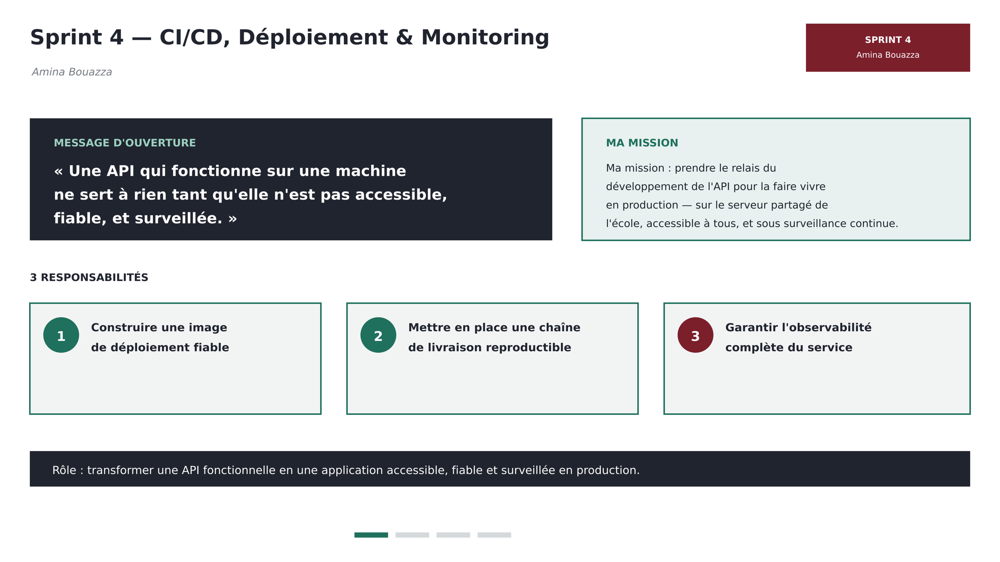 Sprint 4 — CI/CD, Déploiement & Monitoring
Amina Bouazza
SPRINT 4
Amina Bouazza
MESSAGE D'OUVERTURE
« Une API qui fonctionne sur une machine
ne sert à rien tant qu'elle n'est pas accessible,
fiable, et surveillée. »
MA MISSION
Ma mission : prendre le relais du
développement de l'API pour la faire vivre
en production — sur le serveur partagé de
l'école, accessible à tous, et sous surveillance continue.
3 RESPONSABILITÉS
1
Construire une image
de déploiement fiable
2
Mettre en place une chaîne
de livraison reproductible
3
Garantir l'observabilité
complète du service
Rôle : transformer une API fonctionnelle en une application accessible, fiable et surveillée en production.